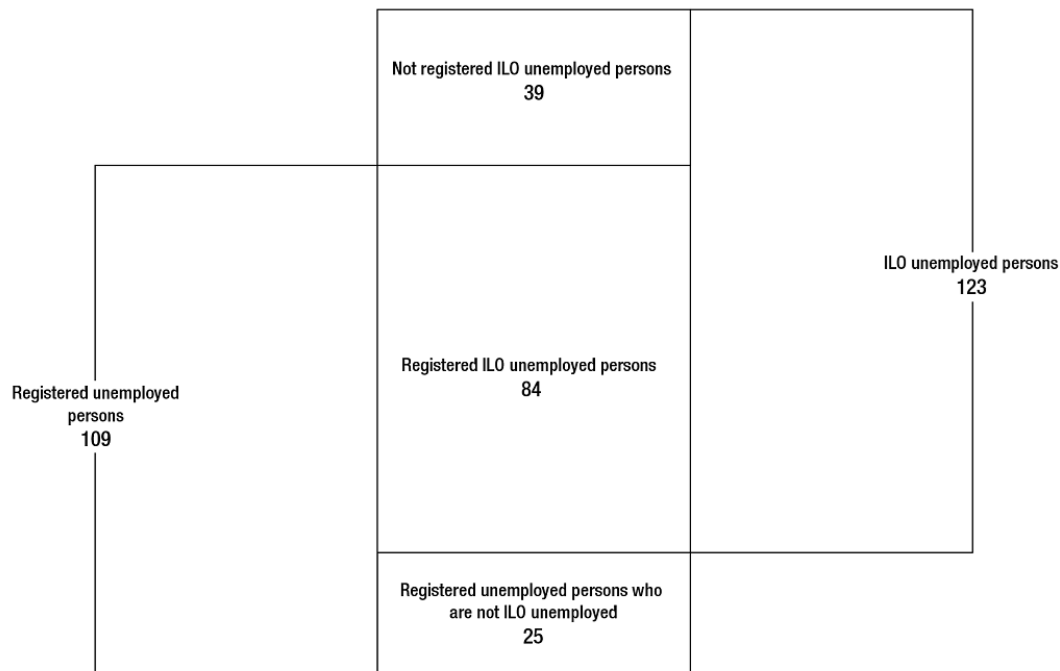 Not registered ILO unemployed persons
39
ILO unemployed persons
123
Registered ILO unemployed persons
84
Registered unemployed
persons
109
Registered unemployed persons who
are not ILO unemployed
25